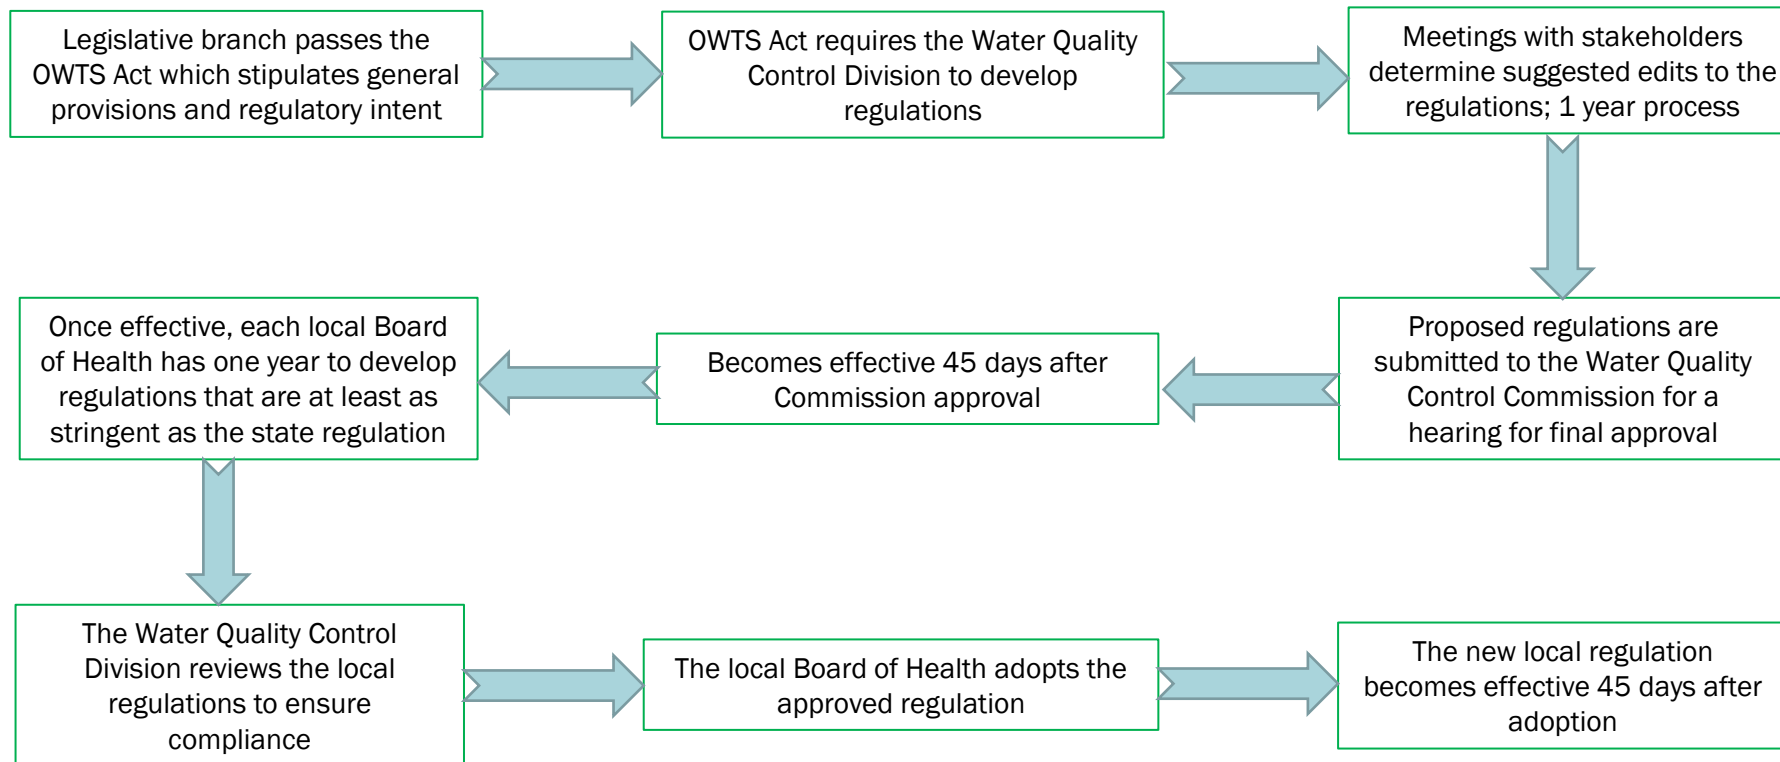 Legislative branch passes the
OWTS Act which stipulates general
provisions and regulatory intent
OWTS Act requires the Water Quality
Control Division to develop
regulations
Meetings with stakeholders
determine suggested edits to the
regulations; 1 year process
Proposed regulations are
submitted to the Water Quality
Control Commission for a
hearing for final approval
Becomes effective 45 days after
Commission approval
Once effective, each local Board
of Health has one year to develop
regulations that are at least as
stringent as the state regulation
The Water Quality Control
Division reviews the local
regulations to ensure
compliance
The local Board of Health adopts the
approved regulation
The new local regulation
becomes effective 45 days after
adoption